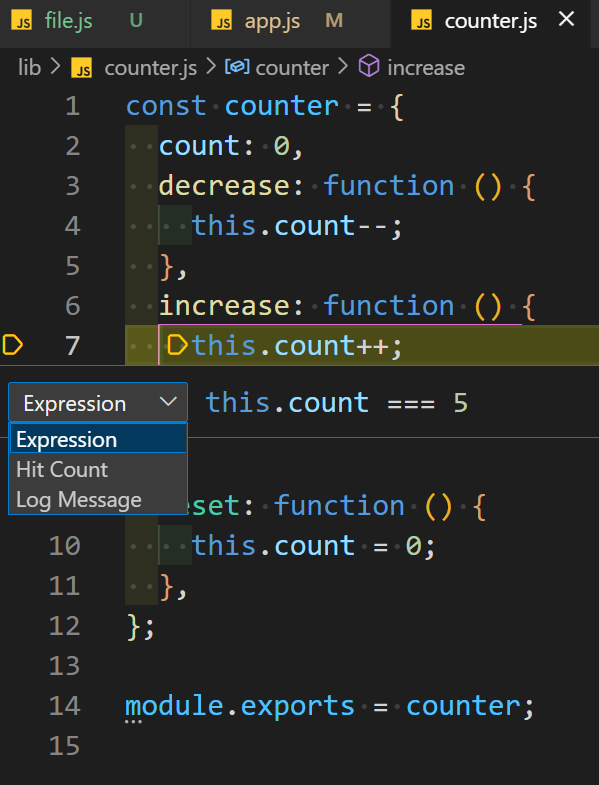 JS file.js U JS app.js M JS counter.js ×
lib > JS counter.js > counter > increase
1 const counter = {
2 count: 0,
3 decrease: function () {
4 this.count--;
5 },
6 increase: function () {
7 this.count++;
Expression this.count === 5
Expression
Hit Count
Log Message
eset: function () {
10 this.count = 0;
11 },
12 };
13
14 module.exports = counter;
15